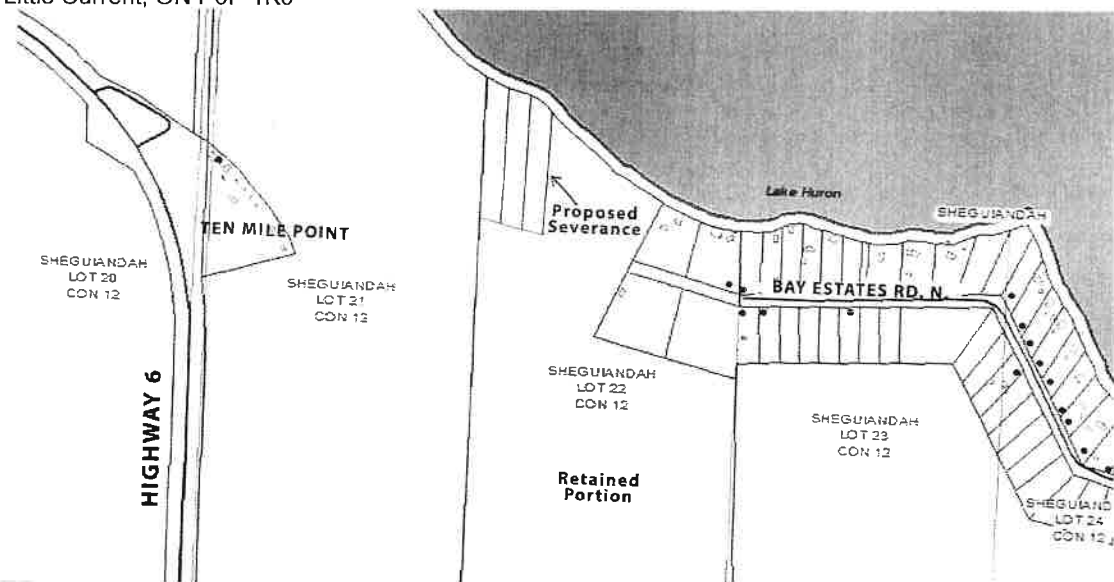 Little Current, ON P0P 1K0
Lake Huron
SHEGUIANDAH
Proposed
Severance
TEN MILE POINT
SHEGUIANDAH
LOT 20
CON 12
SHEGUIANDAH
LOT 21
CON 12
BAY ESTATES RD. N.
HIGHWAY 6
SHEGUIANDAH
LOT 22
CON 12
SHEGUIANDAH
LOT 23
CON 12
Retained
Portion
SHEGUIAND
LOT 24
CON 12